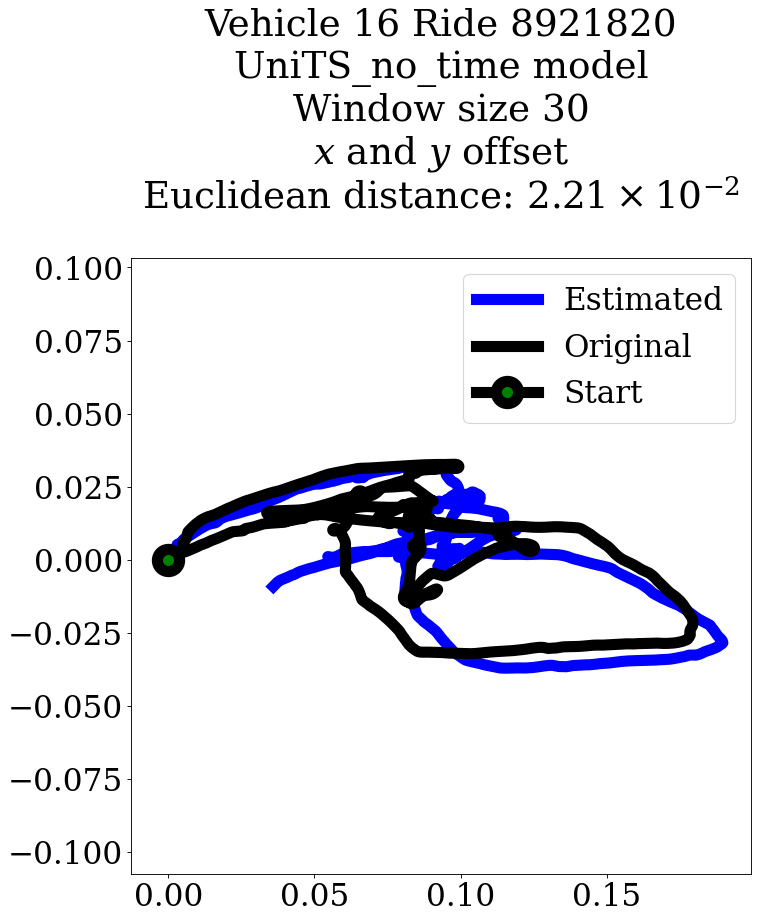 Vehicle 16 Ride 8921820
UniTS_no_time model
Window size 30
x and y offset
Euclidean distance: 2.21 × 10⁻²
Estimated
Original
Start
0.100
0.075
0.050
0.025
0.000
−0.025
−0.050
−0.075
−0.100
0.00 0.05 0.10 0.15